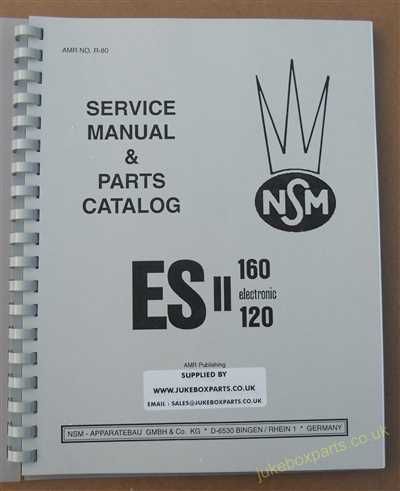 AMR NO. R-80
SERVICE
MANUAL
&
PARTS
CATALOG
NSM
ES II
160
electronic
120
AMR Publishing
SUPPLIED BY
WWW.JUKEBOXPARTS.CO.UK
EMAIL : SALES@JUKEBOXPARTS.CO.UK
NSM - APPARATEBAU GMBH & Co. KG * D-6530 BINGEN / RHEIN 1 * GERMANY
jukeboxparts.co.uk